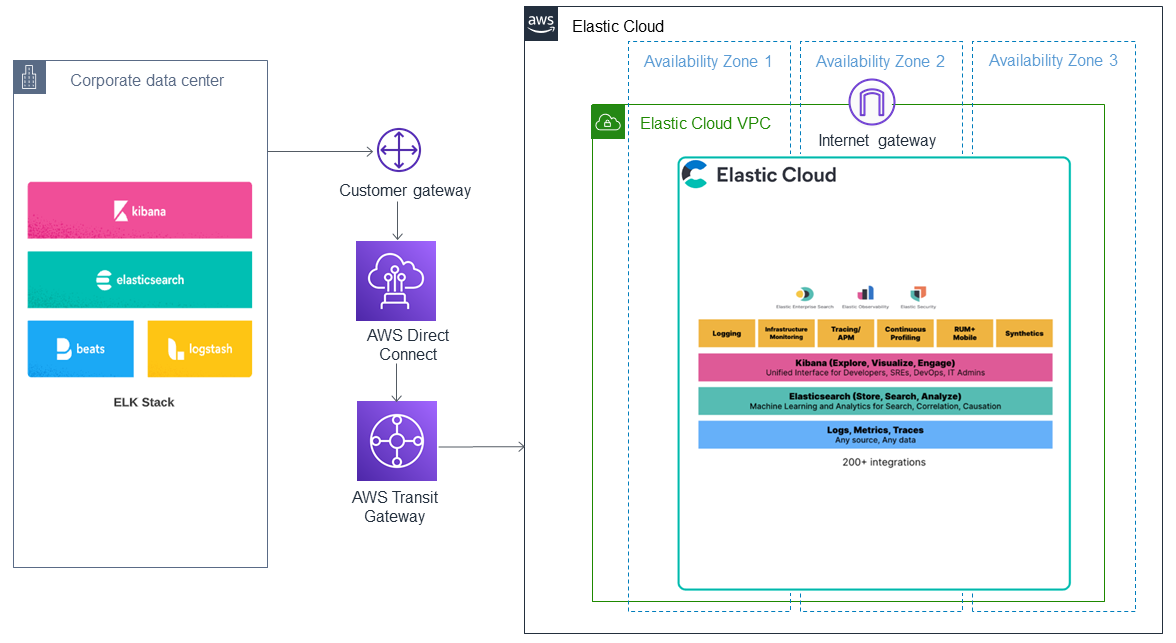 Corporate data center
kibana
elasticsearch
beats
logstash
ELK Stack
Customer gateway
AWS Direct
Connect
AWS Transit
Gateway
aws
Elastic Cloud
Availability Zone 1
Availability Zone 2
Availability Zone 3
Elastic Cloud VPC
Internet gateway
Elastic Cloud
Elastic Enterprise Search
Elastic Observability
Elastic Security
Logging
Infrastructure
Monitoring
Tracing/
APM
Continuous
Profiling
RUM+
Mobile
Synthetics
Kibana (Explore, Visualize, Engage)
Unified Interface for Developers, SREs, DevOps, IT Admins
Elasticsearch (Store, Search, Analyze)
Machine Learning and Analytics for Search, Correlation, Causation
Logs, Metrics, Traces
Any source, Any data
200+ integrations